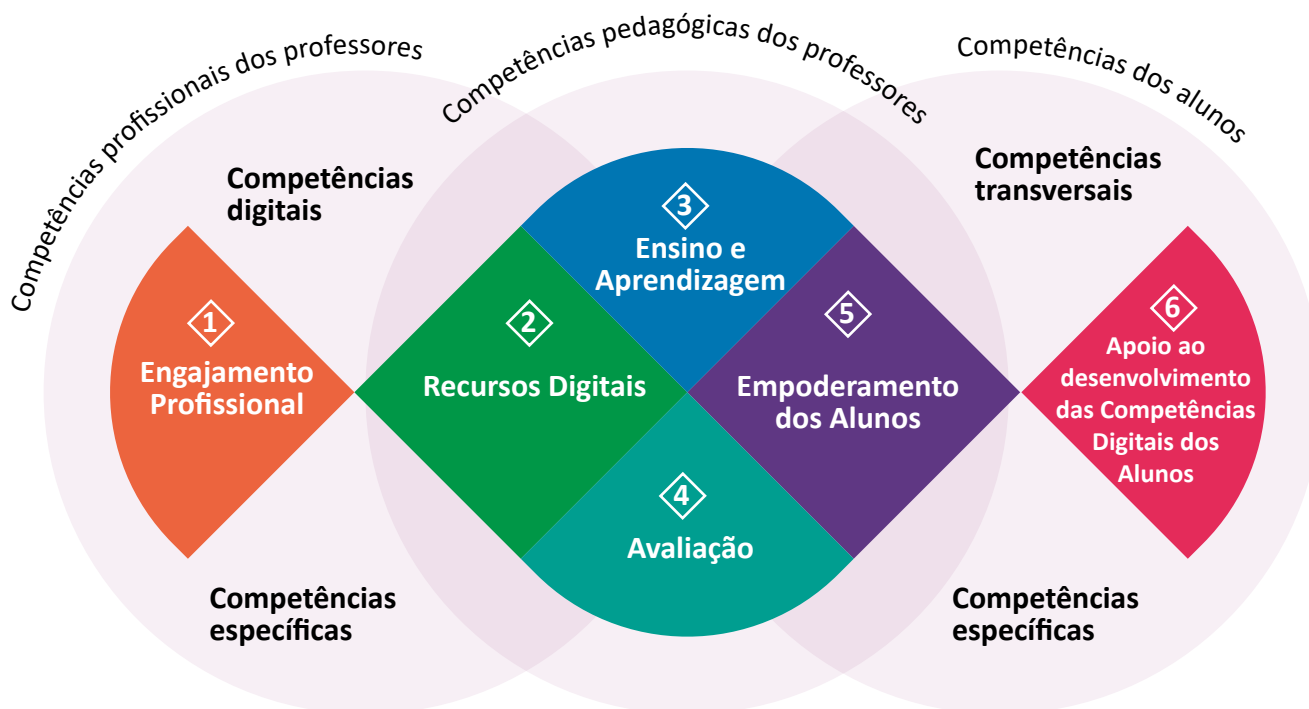 Competências profissionais dos professores
Competências pedagógicas dos professores
Competências dos alunos
Competências
digitais
Competências
transversais
1
Engajamento
Profissional
2
Recursos Digitais
3
Ensino e
Aprendizagem
4
Avaliação
5
Empoderamento
dos Alunos
6
Apoio ao
desenvolvimento
das Competências
Digitais dos
Alunos
Competências
específicas
Competências
específicas